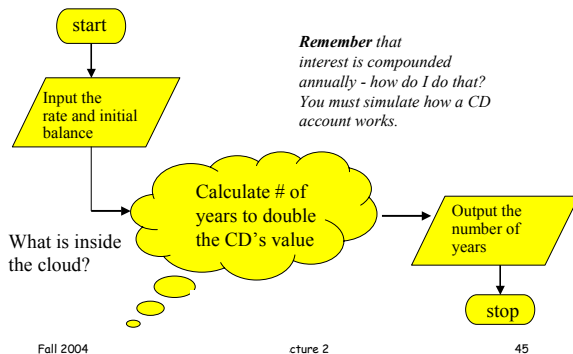 start
Remember that
interest is compounded
annually - how do I do that?
You must simulate how a CD
account works.
Input the
rate and initial
balance
Calculate # of
years to double
the CD's value
Output the
number of
years
What is inside
the cloud?
stop
Fall 2004
cture 2
45